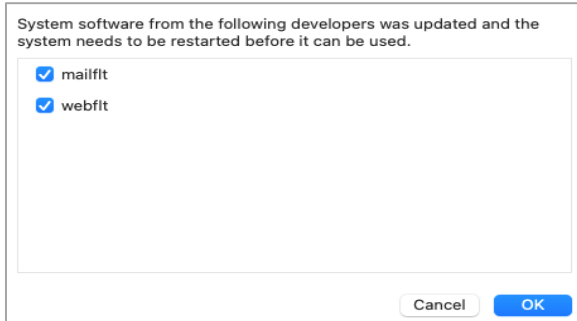 System software from the following developers was updated and the
system needs to be restarted before it can be used.
mailflt
webflt
Cancel
OK